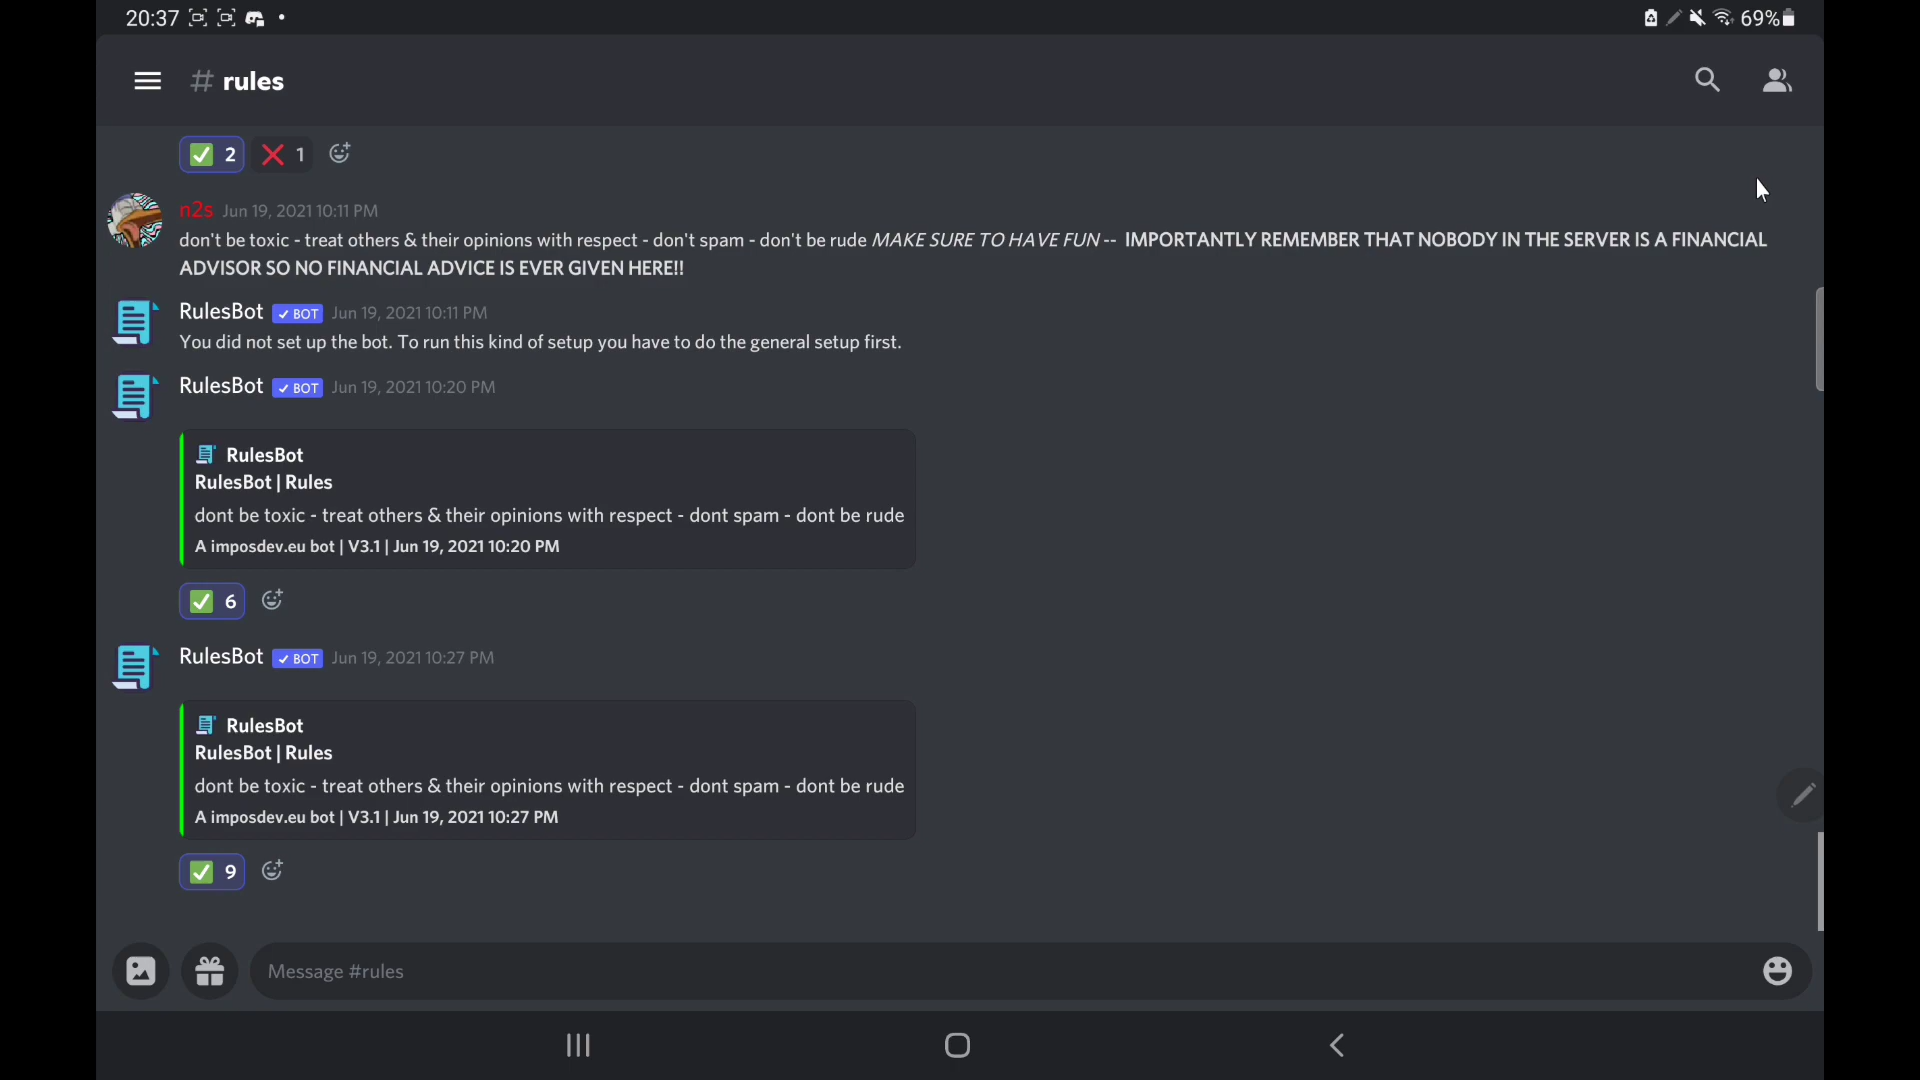 20:37
69%
# rules
2 1
n2s Jun 19, 2021 10:11 PM
don't be toxic - treat others & their opinions with respect - don't spam - don't be rude MAKE SURE TO HAVE FUN -- IMPORTANTLY REMEMBER THAT NOBODY IN THE SERVER IS A FINANCIAL
ADVISOR SO NO FINANCIAL ADVICE IS EVER GIVEN HERE!!
RulesBot ✓ BOT Jun 19, 2021 10:11 PM
You did not set up the bot. To run this kind of setup you have to do the general setup first.
RulesBot ✓ BOT Jun 19, 2021 10:20 PM
RulesBot
RulesBot | Rules
dont be toxic - treat others & their opinions with respect - dont spam - dont be rude
A imposdev.eu bot | V3.1 | Jun 19, 2021 10:20 PM
6
RulesBot ✓ BOT Jun 19, 2021 10:27 PM
RulesBot
RulesBot | Rules
dont be toxic - treat others & their opinions with respect - dont spam - dont be rude
A imposdev.eu bot | V3.1 | Jun 19, 2021 10:27 PM
9
Message #rules